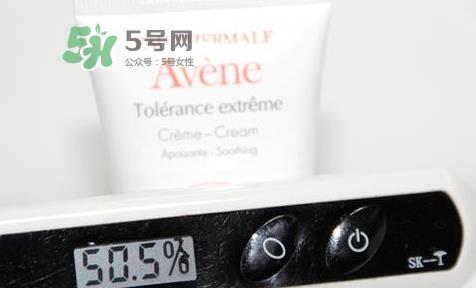 5号网
公众号：5号女性
THERMALE
Avène
Tolérance extrême
Crème – Cream
Apaisante - Soothing
50.5%
SK-